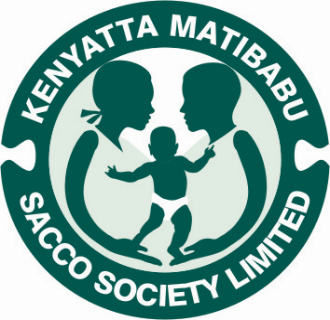 KENYATTA MATIBABU
SACCO SOCIETY LIMITED